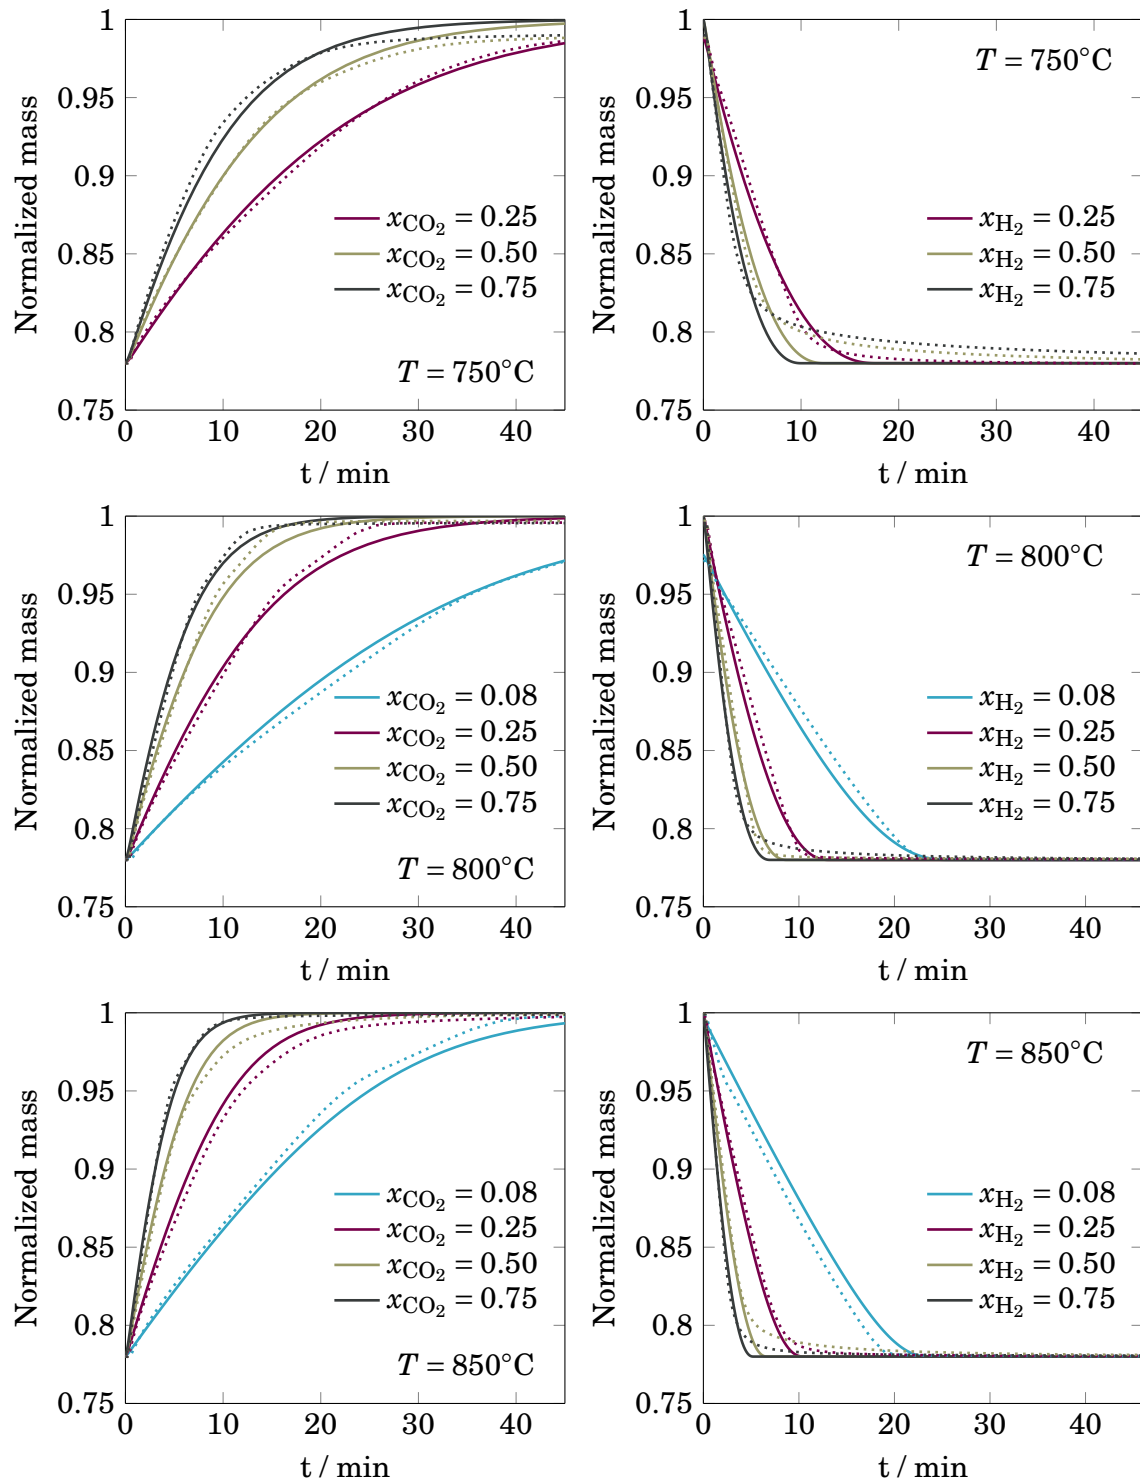 1
0.95
0.9
0.85
0.8
0.75
Normalized mass
x_CO₂ = 0.25
x_CO₂ = 0.50
x_CO₂ = 0.75
T = 750°C
0 10 20 30 40
t / min
1
0.95
0.9
0.85
0.8
0.75
Normalized mass
T = 750°C
x_H₂ = 0.25
x_H₂ = 0.50
x_H₂ = 0.75
0 10 20 30 40
t / min
1
0.95
0.9
0.85
0.8
0.75
Normalized mass
x_CO₂ = 0.08
x_CO₂ = 0.25
x_CO₂ = 0.50
x_CO₂ = 0.75
T = 800°C
0 10 20 30 40
t / min
1
0.95
0.9
0.85
0.8
0.75
Normalized mass
T = 800°C
x_H₂ = 0.08
x_H₂ = 0.25
x_H₂ = 0.50
x_H₂ = 0.75
0 10 20 30 40
t / min
1
0.95
0.9
0.85
0.8
0.75
Normalized mass
x_CO₂ = 0.08
x_CO₂ = 0.25
x_CO₂ = 0.50
x_CO₂ = 0.75
T = 850°C
0 10 20 30 40
t / min
1
0.95
0.9
0.85
0.8
0.75
Normalized mass
T = 850°C
x_H₂ = 0.08
x_H₂ = 0.25
x_H₂ = 0.50
x_H₂ = 0.75
0 10 20 30 40
t / min